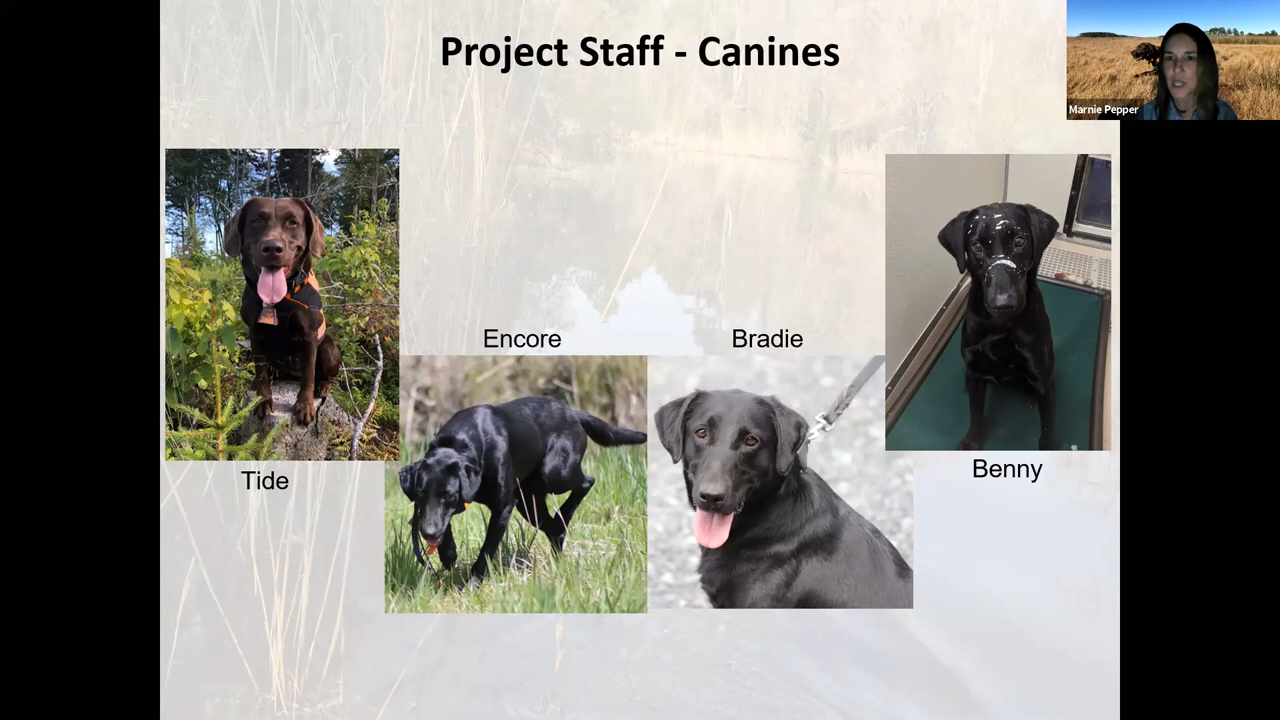 Project Staff - Canines
Marnie Pepper
Encore
Bradie
Tide
Benny